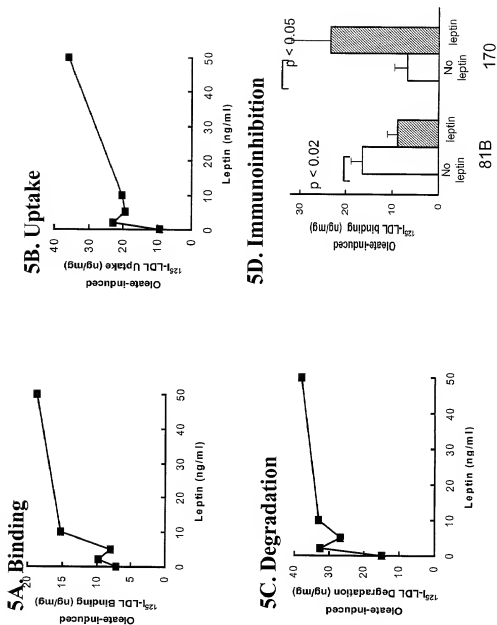 5A. Binding
Oleate-induced
¹²⁵I-LDL Binding (ng/mg)
20
15
10
5
0
0 10 20 30 40 50
Leptin (ng/ml)
5B. Uptake
Oleate-induced
¹²⁵I-LDL Uptake (ng/mg)
40
30
20
10
0
0 10 20 30 40 50
Leptin (ng/ml)
5C. Degradation
Oleate-induced
¹²⁵I-LDL Degradation (ng/mg)
40
30
20
10
0
0 10 20 30 40 50
Leptin (ng/ml)
5D. Immunoinhibition
Oleate-induced
¹²⁵I-LDL binding (ng/mg)
30
20
10
0
p < 0.02
p < 0.05
No leptin
leptin
No leptin
leptin
81B
170